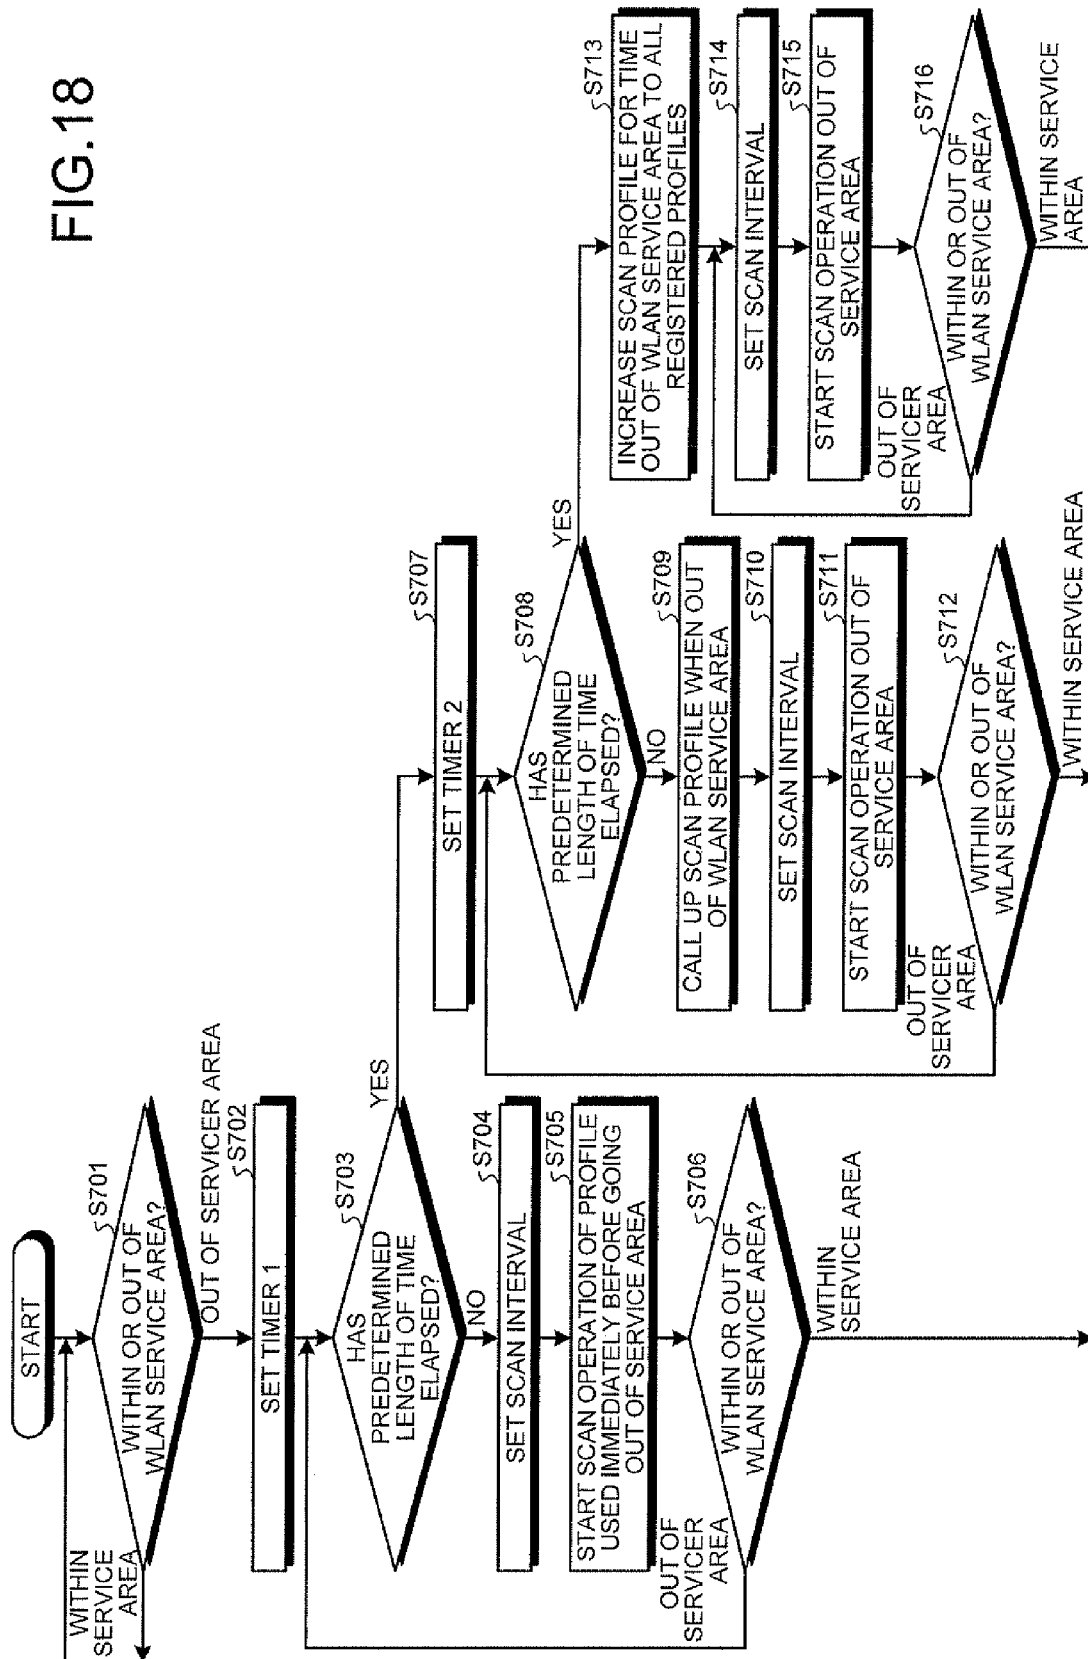 FIG.18
START
WITHIN OR OUT OF
WLAN SERVICE AREA?
S701
WITHIN
SERVICE
AREA
OUT OF SERVICER AREA
S702
SET TIMER 1
S703
HAS
PREDETERMINED
LENGTH OF TIME
ELAPSED?
YES
NO
S704
SET SCAN INTERVAL
S705
START SCAN OPERATION OF PROFILE
USED IMMEDIATELY BEFORE GOING
OUT OF SERVICE AREA
S706
WITHIN OR OUT OF
WLAN SERVICE AREA?
OUT OF
SERVICER
AREA
WITHIN
SERVICE AREA
S707
SET TIMER 2
S708
HAS
PREDETERMINED
LENGTH OF TIME
ELAPSED?
YES
NO
S709
CALL UP SCAN PROFILE WHEN OUT
OF WLAN SERVICE AREA
S710
SET SCAN INTERVAL
S711
START SCAN OPERATION OUT OF
SERVICE AREA
S712
WITHIN OR OUT OF
WLAN SERVICE AREA?
OUT OF
SERVICER
AREA
WITHIN SERVICE AREA
S713
INCREASE SCAN PROFILE FOR TIME
OUT OF WLAN SERVICE AREA TO ALL
REGISTERED PROFILES
S714
SET SCAN INTERVAL
S715
START SCAN OPERATION OUT OF
SERVICE AREA
S716
WITHIN OR OUT OF
WLAN SERVICE AREA?
OUT OF
SERVICER
AREA
WITHIN SERVICE
AREA